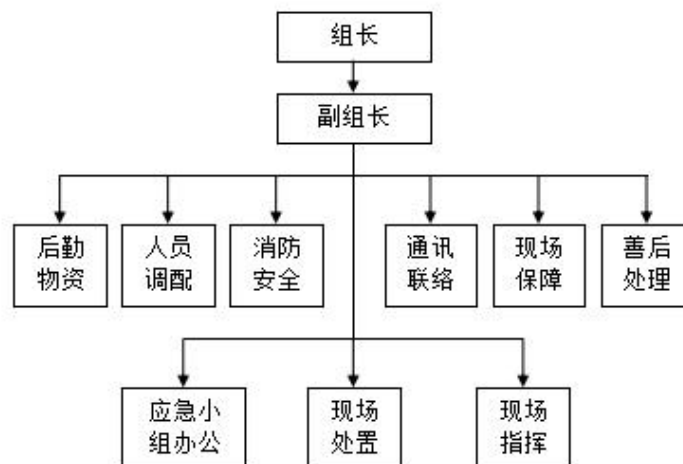 组长
副组长
后勤
物资
人员
调配
消防
安全
通讯
联络
现场
保障
善后
处理
应急小
组办公
现场
处置
现场
指挥